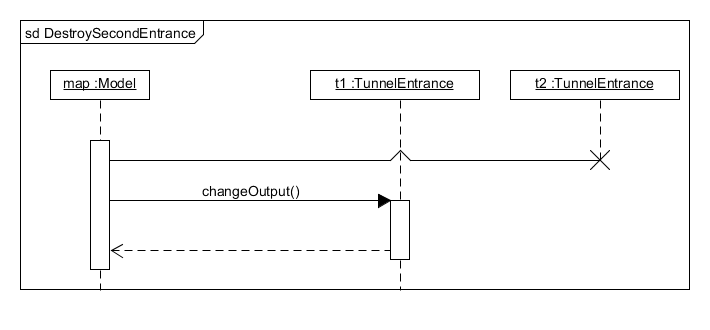 sd DestroySecondEntrance
map :Model
t1 :TunnelEntrance
t2 :TunnelEntrance
changeOutput()